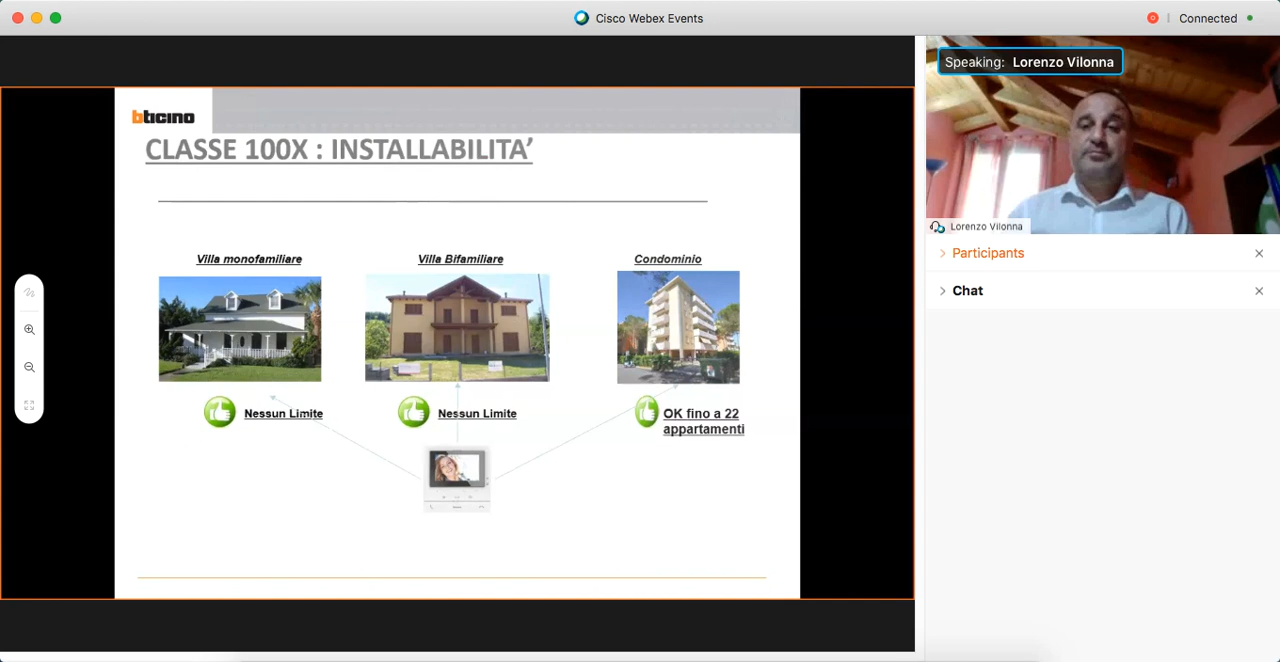 Cisco Webex Events
Connected
bticino
CLASSE 100X : INSTALLABILITA'
Villa monofamiliare
Villa Bifamiliare
Condominio
Nessun Limite
Nessun Limite
OK fino a 22
appartamenti
Speaking: Lorenzo Vilonna
Lorenzo Vilonna
Participants
Chat